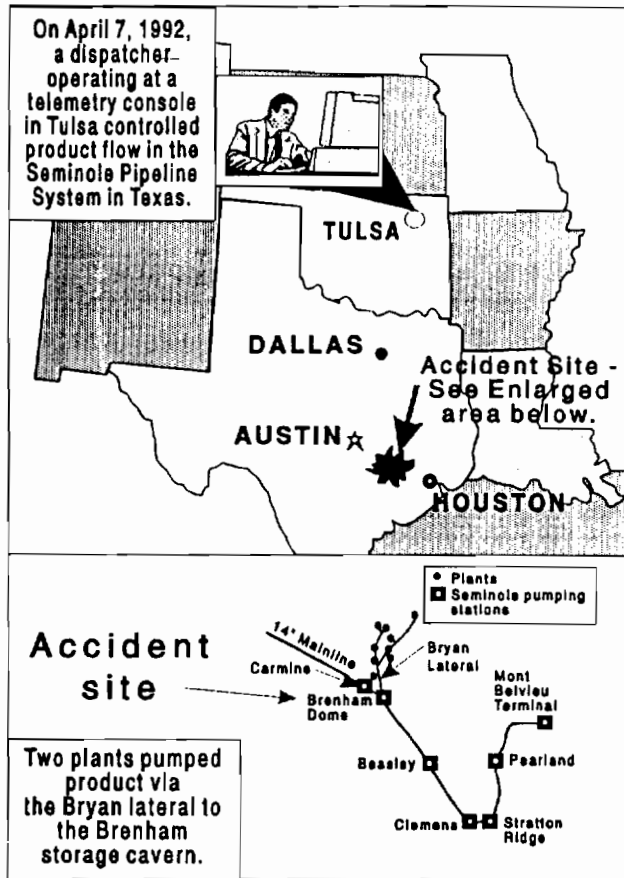 On April 7, 1992,
a dispatcher
operating at a
telemetry console
in Tulsa controlled
product flow in the
Seminole Pipeline
System in Texas.
TULSA
DALLAS
Accident Site -
See Enlarged
area below.
AUSTIN
HOUSTON
Plants
Seminole pumping
stations
14" Mainline
Accident
site
Carmine
Bryan
Lateral
Mont
Belvieu
Terminal
Brenham
Dome
Beasley
Pearland
Two plants pumped
product via
the Bryan lateral to
the Brenham
storage cavern.
Clemens
Stratton
Ridge